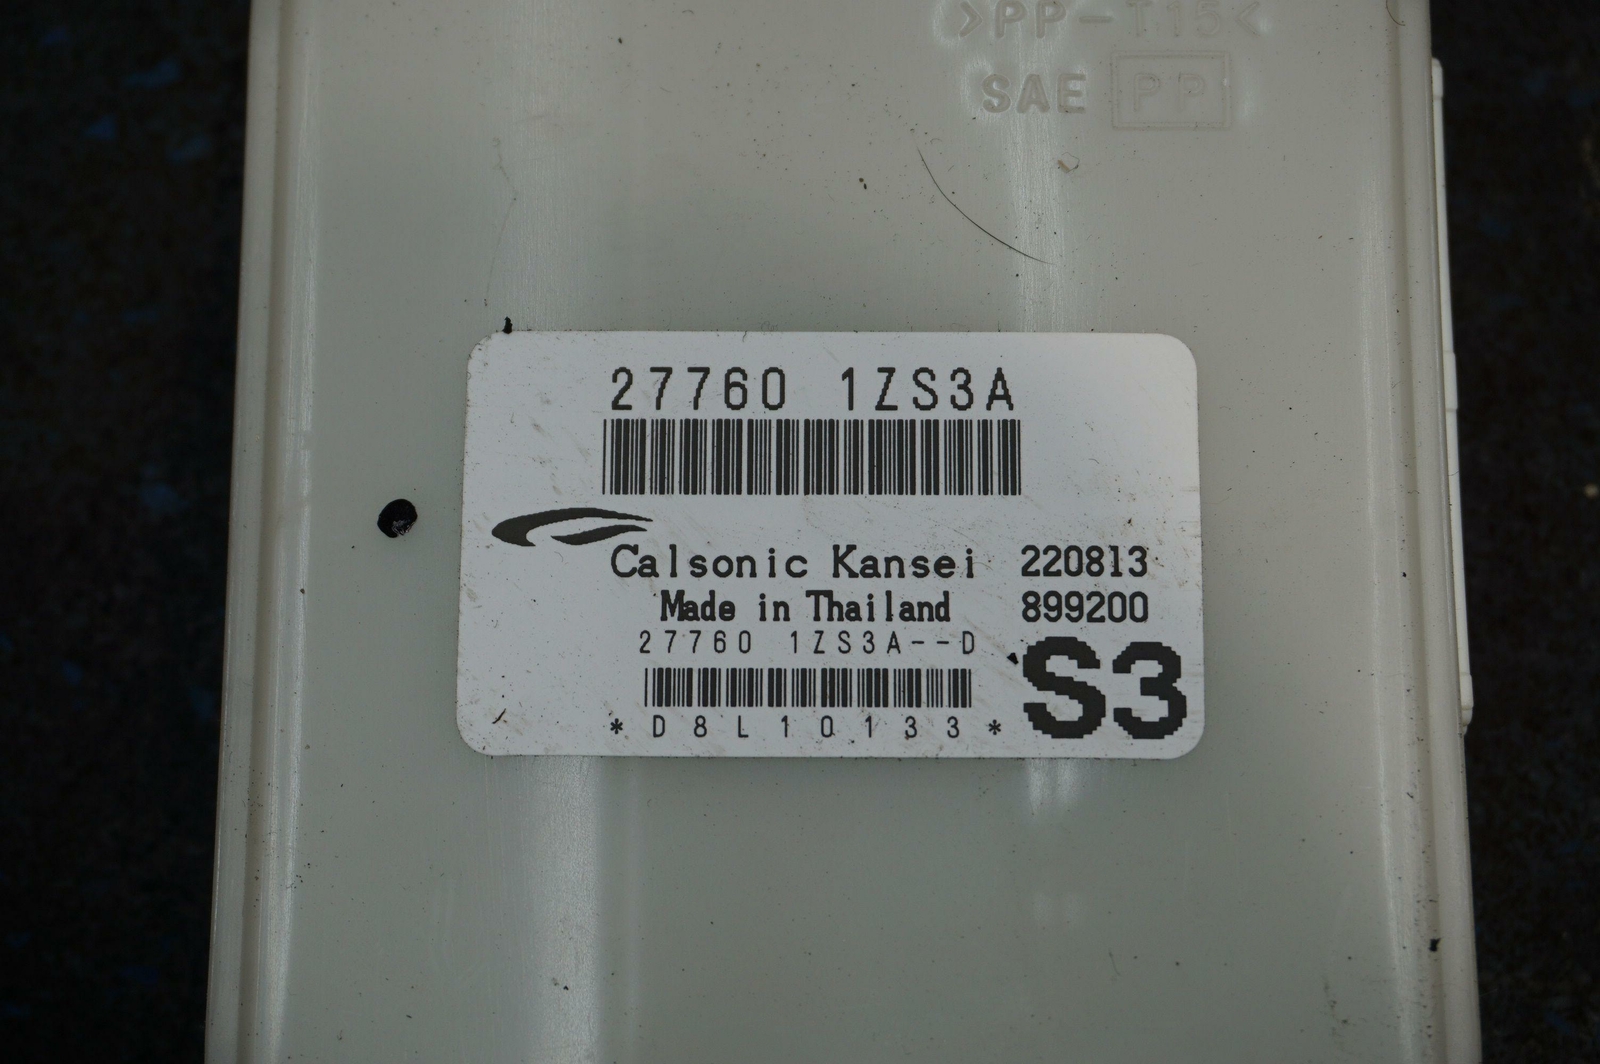 >PP-T15<
SAE PP
27760 1ZS3A
Calsonic Kansei 220813
Made in Thailand 899200
27760 1ZS3A--D
S3
*D8L10133*